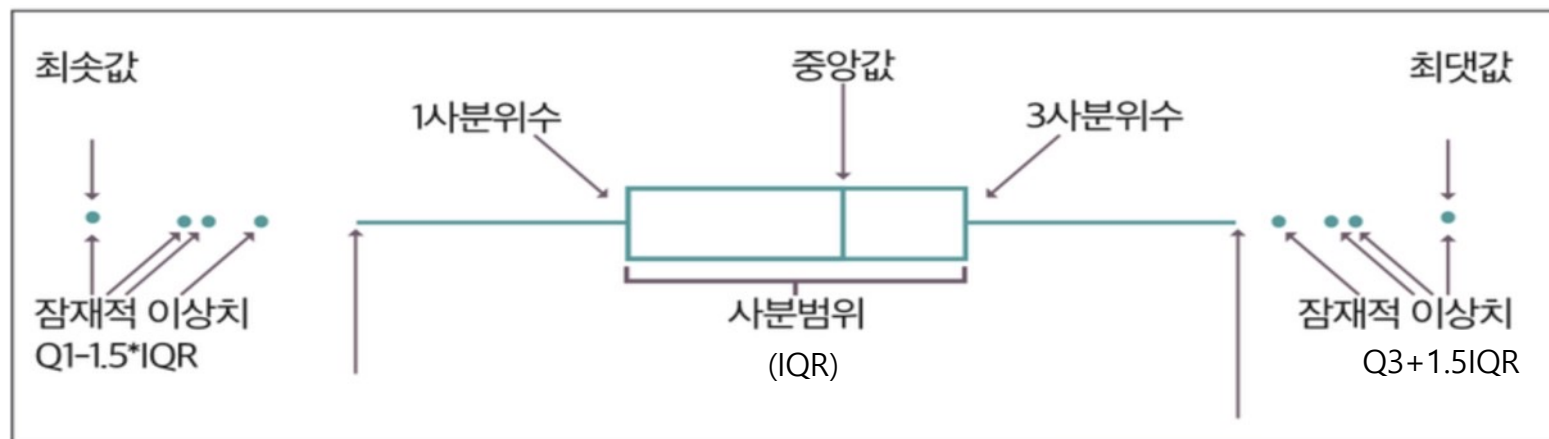 최솟값
중앙값
최댓값
1사분위수
3사분위수
잠재적 이상치
Q1-1.5*IQR
사분범위
(IQR)
잠재적 이상치
Q3+1.5IQR